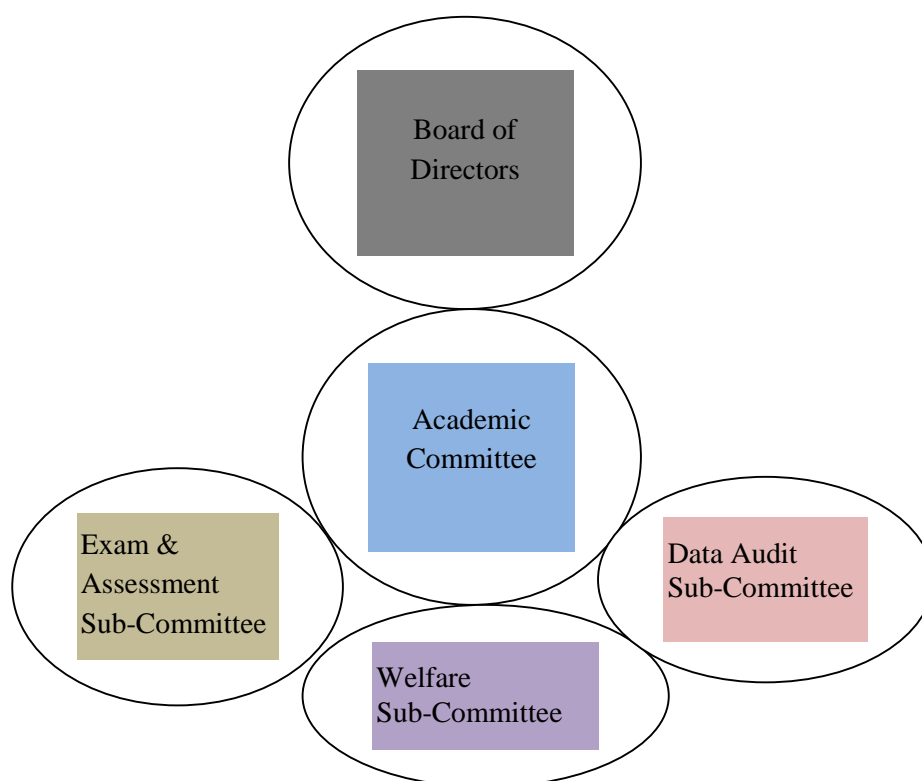 Board of
Directors
Academic
Committee
Exam &
Assessment
Sub-Committee
Data Audit
Sub-Committee
Welfare
Sub-Committee